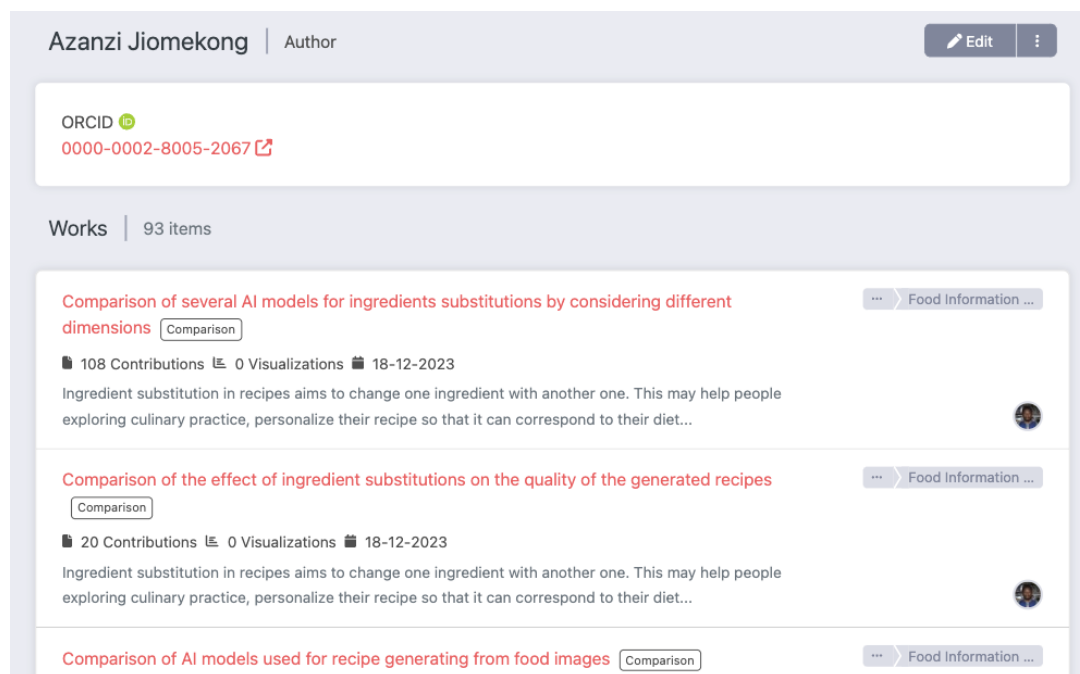 Azanzi Jiomekong | Author
Edit
ORCID iD
0000-0002-8005-2067
Works | 93 items
Comparison of several AI models for ingredients substitutions by considering different
dimensions Comparison
... Food Information ...
108 Contributions 0 Visualizations 18-12-2023
Ingredient substitution in recipes aims to change one ingredient with another one. This may help people
exploring culinary practice, personalize their recipe so that it can correspond to their diet...
Comparison of the effect of ingredient substitutions on the quality of the generated recipes
Comparison
... Food Information ...
20 Contributions 0 Visualizations 18-12-2023
Ingredient substitution in recipes aims to change one ingredient with another one. This may help people
exploring culinary practice, personalize their recipe so that it can correspond to their diet...
Comparison of AI models used for recipe generating from food images Comparison
... Food Information ...